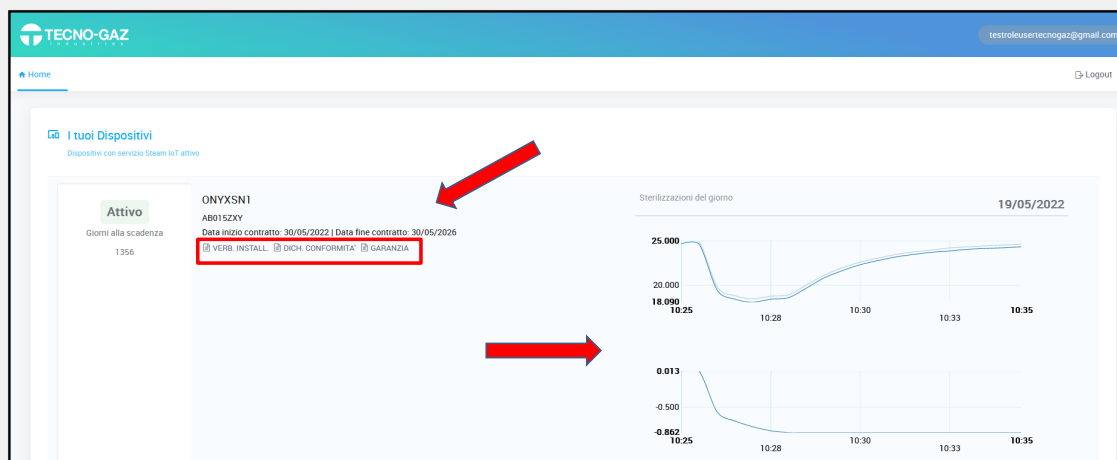 TECNO-GAZ
INDUSTRIES
testroleusertecnogaz@gmail.com
Home
Logout
I tuoi Dispositivi
Dispositivi con servizio Steam IoT attivo
Attivo
Giorni alla scadenza
1356
ONYXSN1
AB015ZXY
Data inizio contratto: 30/05/2022 | Data fine contratto: 30/05/2026
VERB. INSTALL. DICH. CONFORMITA' GARANZIA
Sterilizzazioni del giorno
19/05/2022
25.000
20.000
18.090
10:25 10:28 10:30 10:33 10:35
0.013
-0.500
-0.862
10:25 10:28 10:30 10:33 10:35